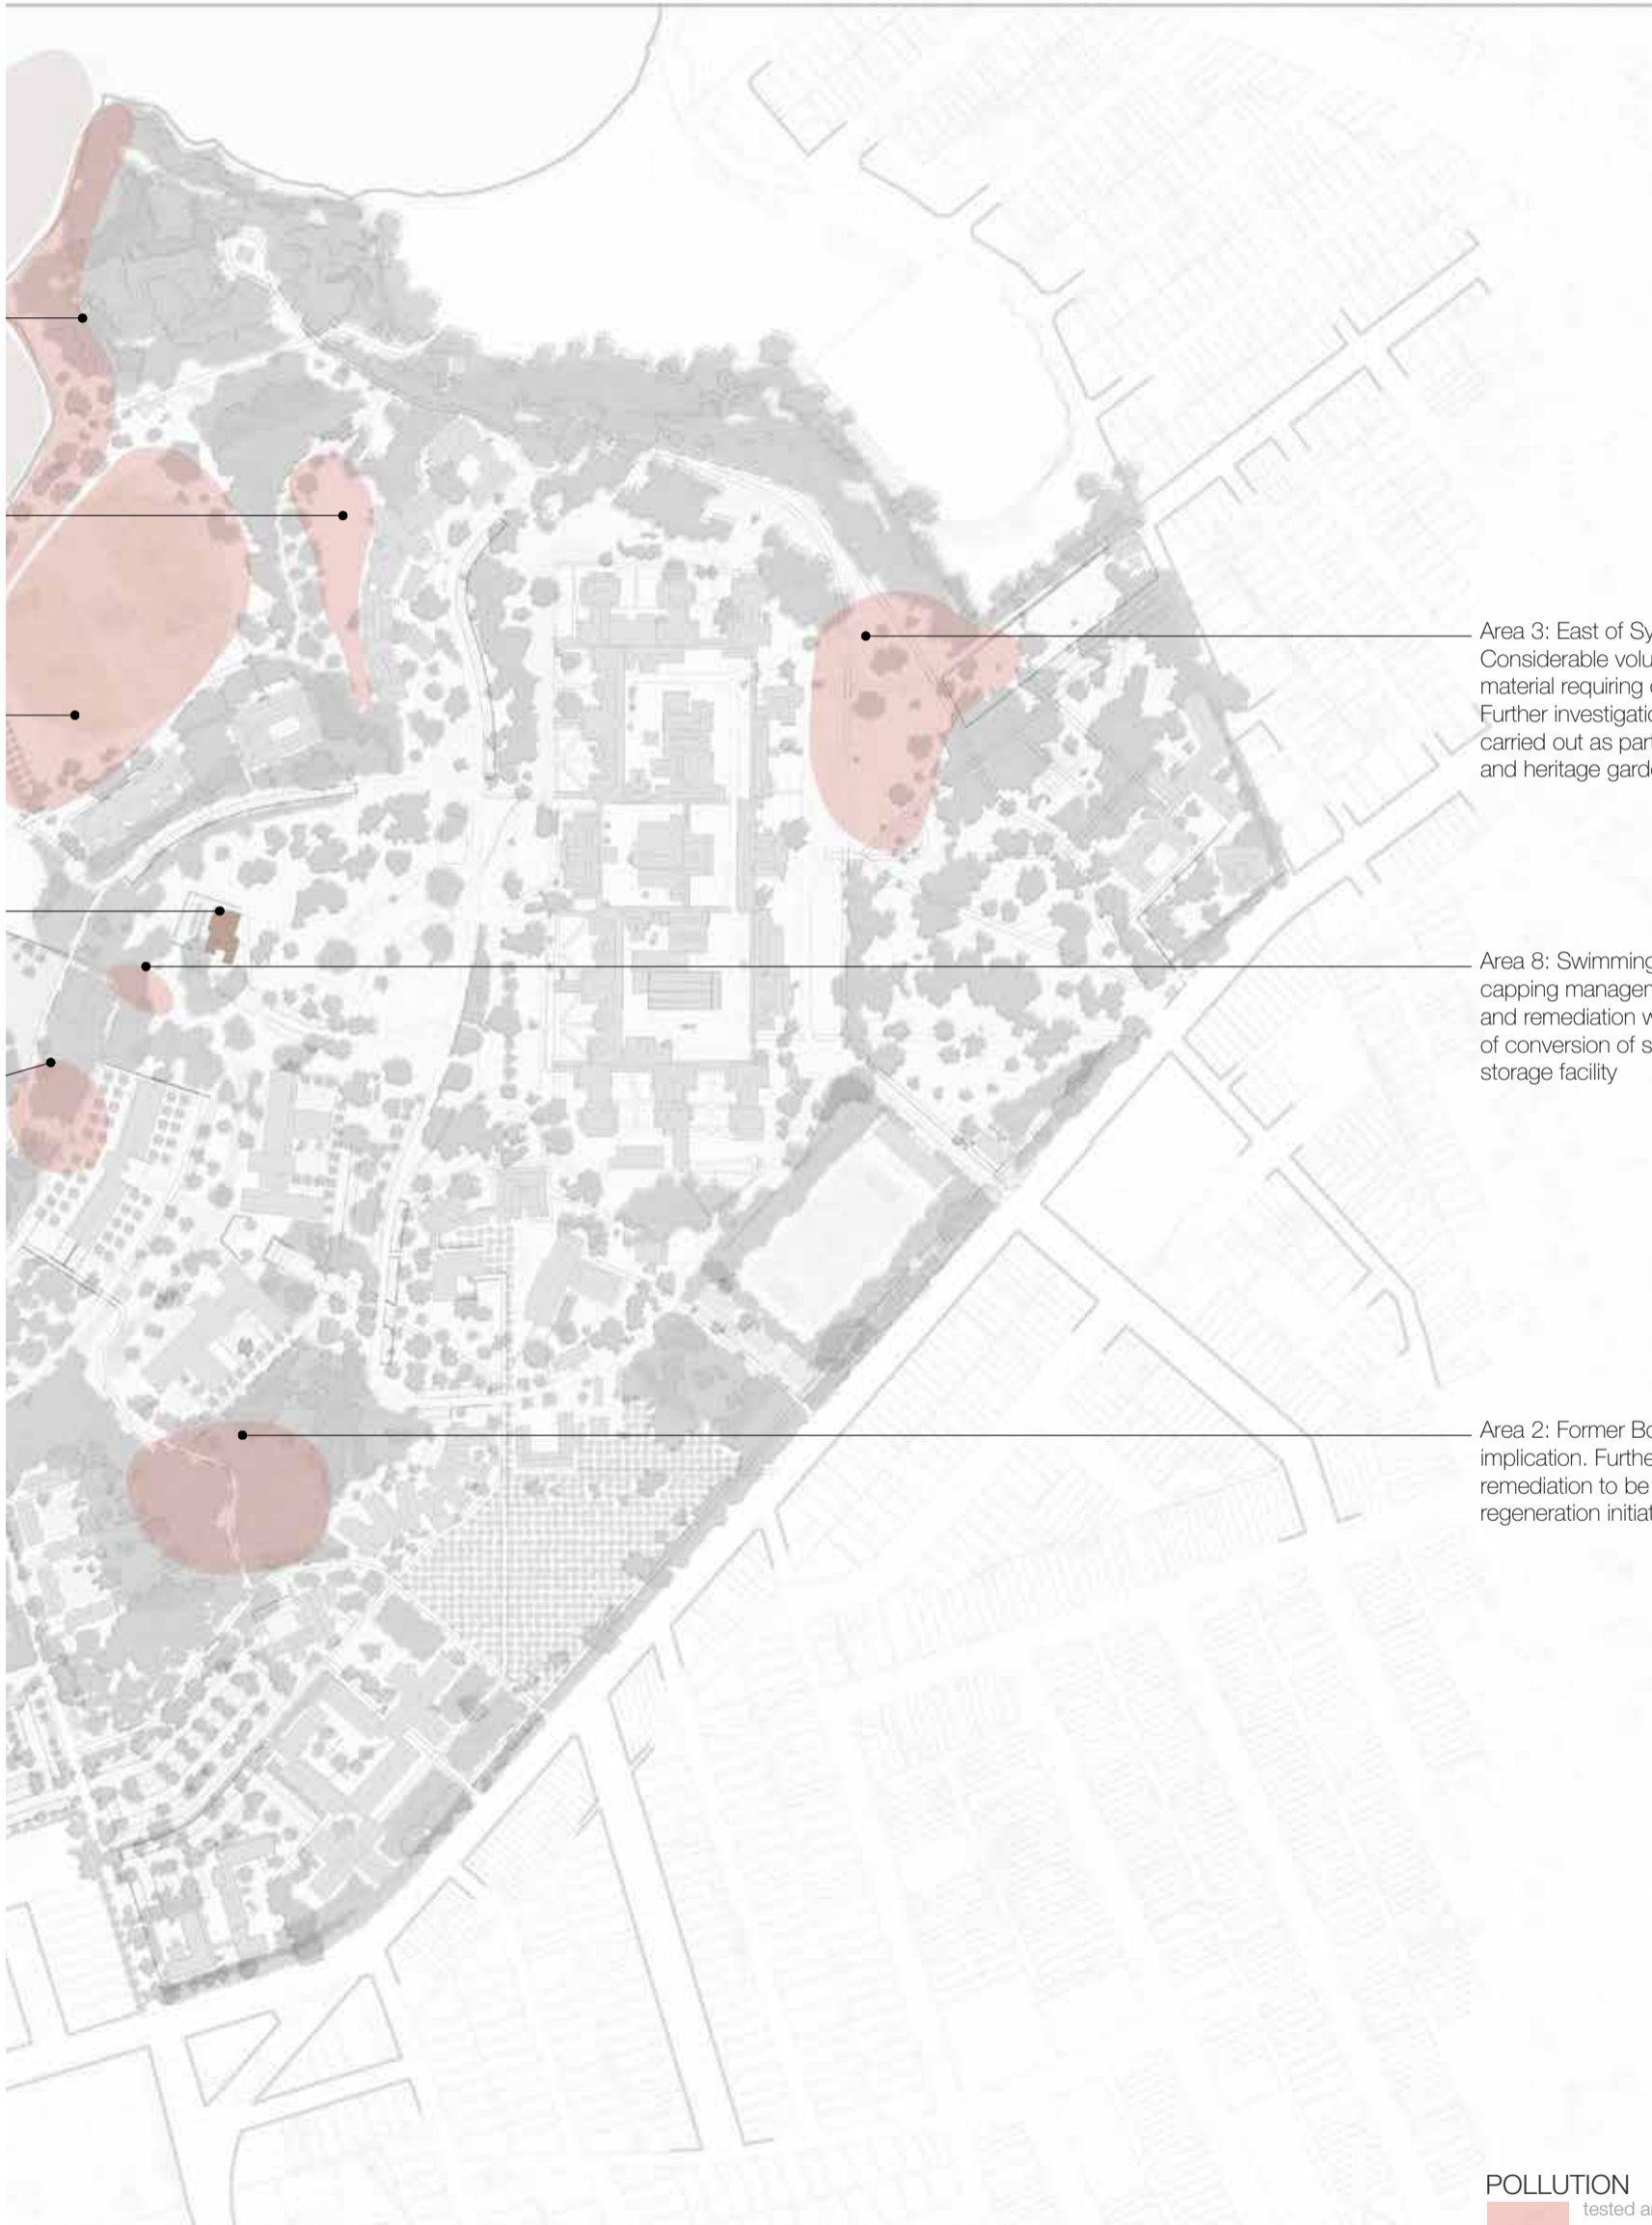 Area 3: East of Sy
Considerable volu
material requiring
Further investigatio
carried out as par
and heritage gard
Area 8: Swimming
capping manager
and remediation w
of conversion of s
storage facility
Area 2: Former Bo
implication. Furthe
remediation to be
regeneration initiat
POLLUTION
tested a